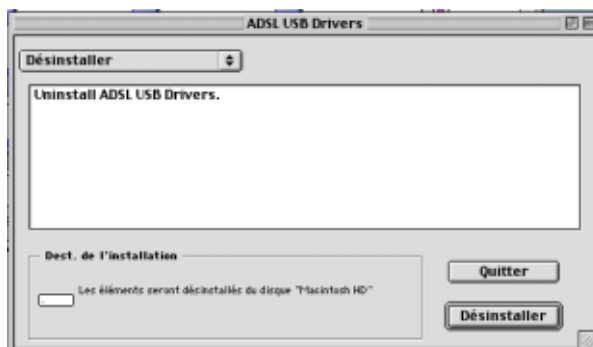 ADSL USB Drivers
Désinstaller
Uninstall ADSL USB Drivers.
Dest. de l'installation
Les éléments seront désinstallés du disque "Macintosh HD"
Quitter
Désinstaller